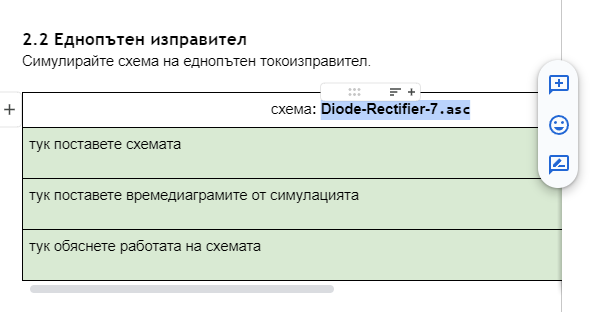 2.2 Еднопътен изправител
Симулирайте схема на еднопътен токоизправител.
схема: Diode-Rectifier-7.asc
тук поставете схемата
тук поставете времедиаграмите от симулацията
тук обяснете работата на схемата